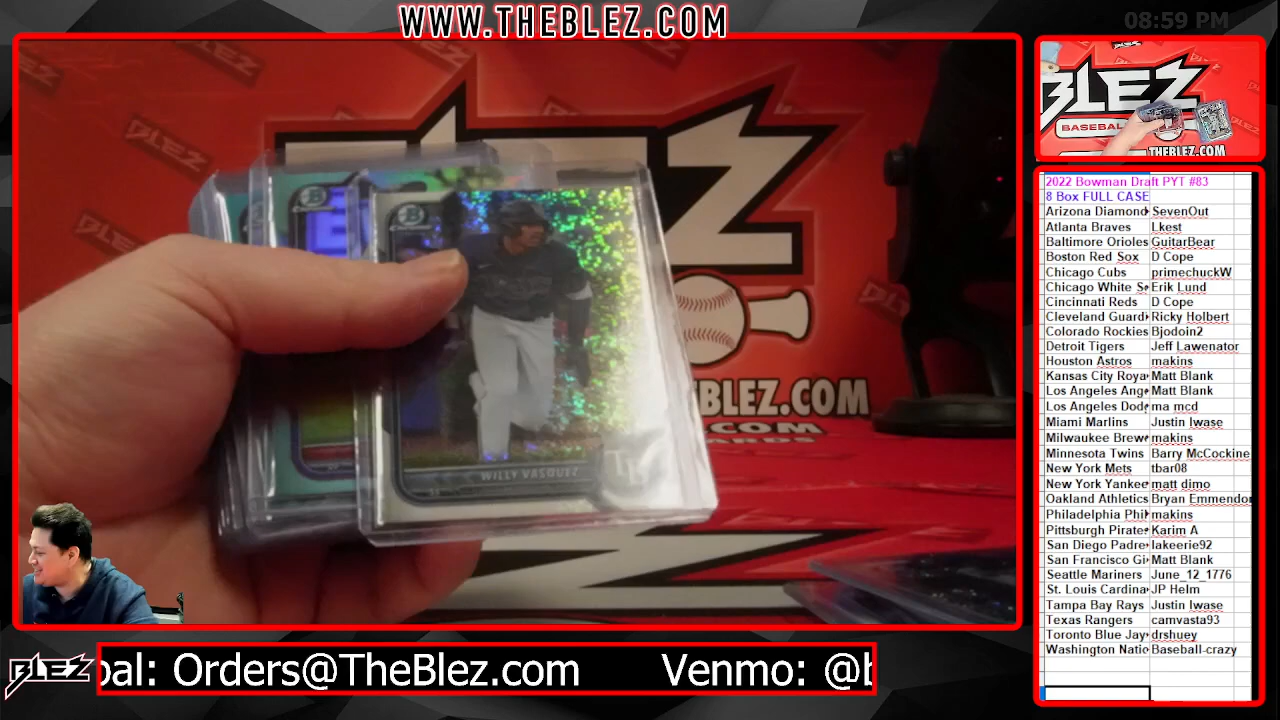 WWW.THEBLEZ.COM
08:59 PM
BLEZ
BASEBALL
THEBLEZ.COM
BLEZ
Chrome
WILLY VASQUEZ
TR
BLEZ.COM
2022 Bowman Draft PYT #83
8 Box FULL CASE
Arizona Diamond SevenOut
Atlanta Braves Lkest
Baltimore Orioles GuitarBear
Boston Red Sox D Cope
Chicago Cubs primechuckW
Chicago White S Erik Lund
Cincinnati Reds D Cope
Cleveland Guard Ricky Holbert
Colorado Rockies Bjodoin2
Detroit Tigers Jeff Lawenator
Houston Astros makins
Kansas City Roya Matt Blank
Los Angeles Ang Matt Blank
Los Angeles Dod ma mcd
Miami Marlins Justin Iwase
Milwaukee Brew makins
Minnesota Twins Barry McCockine
New York Mets tbar08
New York Yankee matt dimo
Oakland Athletics Bryan Emmendor
Philadelphia Phi makins
Pittsburgh Pirate Karim A
San Diego Padre lakeerie92
San Francisco Gi Matt Blank
Seattle Mariners June_12_1776
St. Louis Cardina JP Helm
Tampa Bay Rays Justin Iwase
Texas Rangers camvasta93
Toronto Blue Jay drshuey
Washington Natio Baseball-crazy
BLEZ
pal: Orders@TheBlez.com Venmo: @b